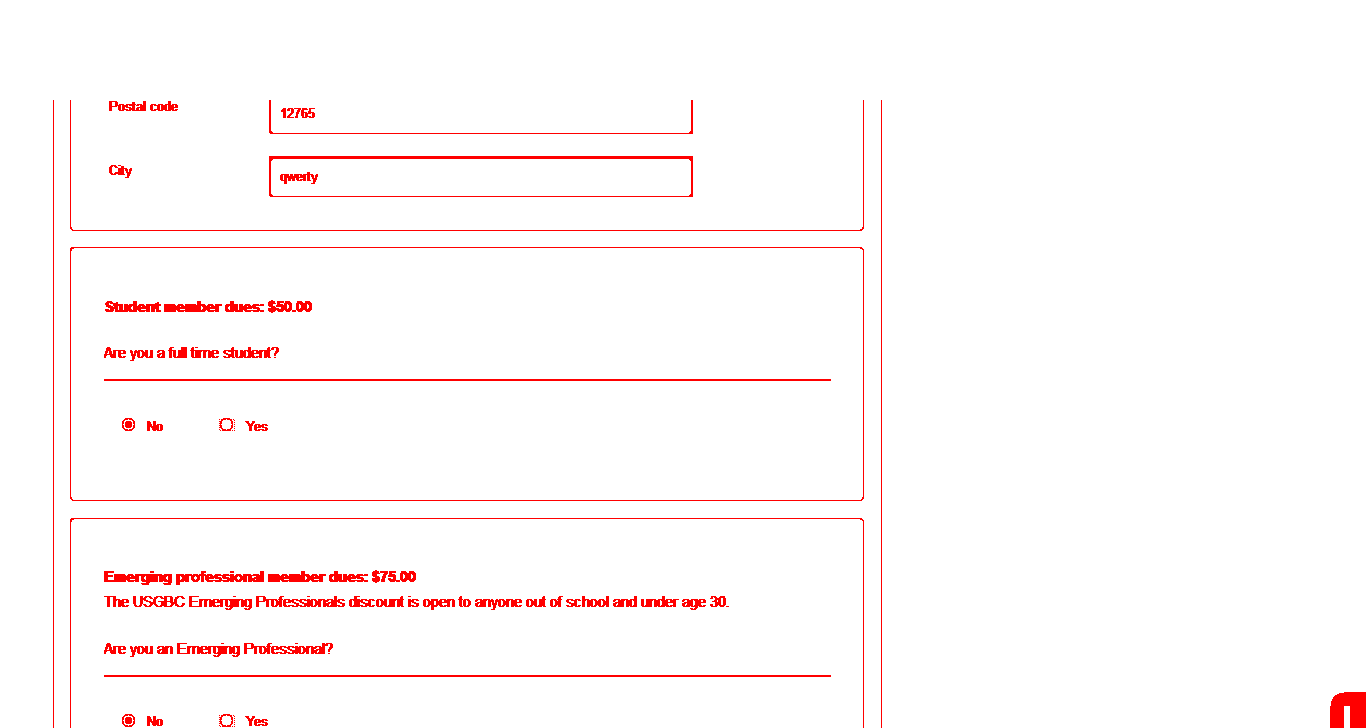 Postal code
12765
City
qwerty
Student member dues: $50.00
Are you a full time student?
No Yes
Emerging professional member dues: $75.00
The USGBC Emerging Professionals discount is open to anyone out of school and under age 30.
Are you an Emerging Professional?
No Yes